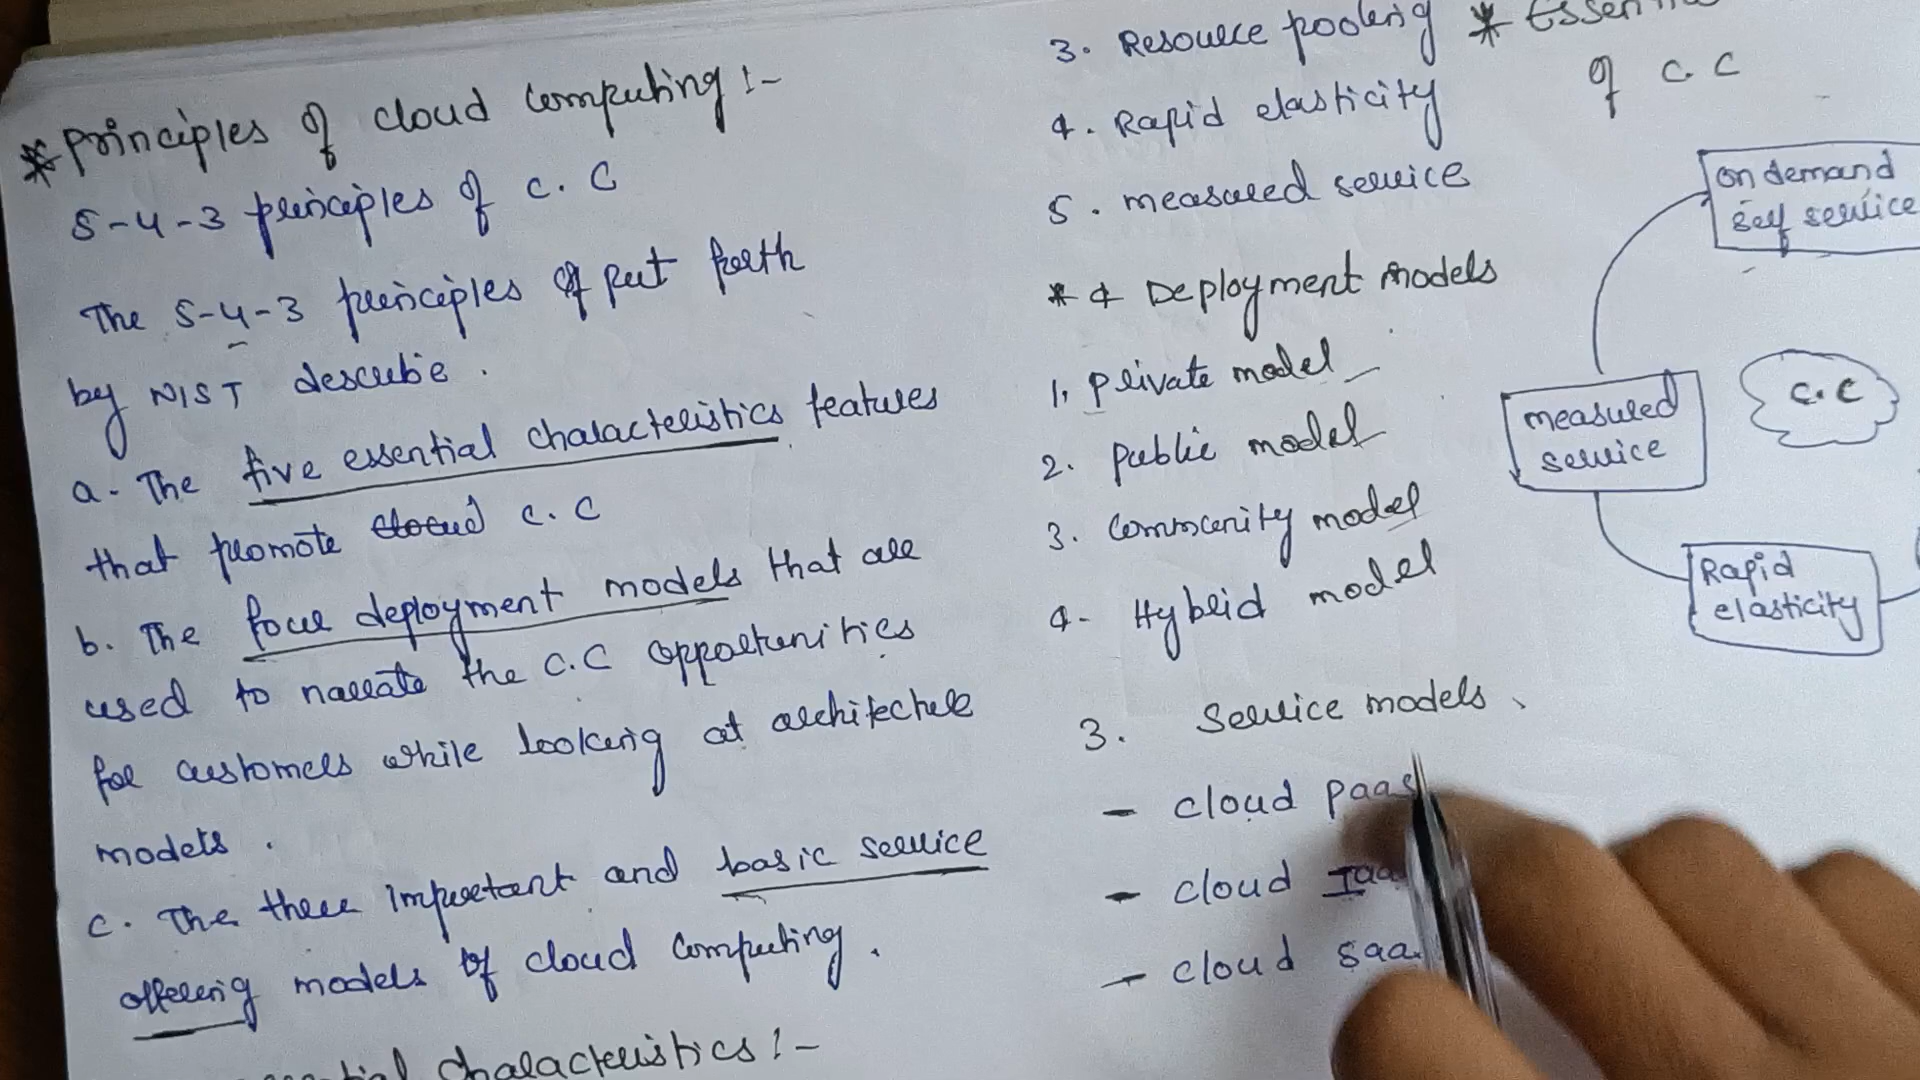 * Principles of cloud computing :-
5-4-3 principles of c. c
The 5-4-3 principles of put forth
by NIST describe.
a. The five essential characteristics features
that promote cloud c. c
b. The four deployment models that are
used to narrate the c.c opportunities
for customers while looking at architecture
models.
c. The three important and basic service
offering models of cloud computing.
characteristics :-
3. Resource pooling
4. Rapid elasticity
5. measured service
* 4 Deployment models
1. Private model
2. Public model
3. Community model
4. Hybrid model
3. Service models
- cloud Paas
- cloud
- cloud
*
of c. c
on demand
self service
measured
service
c.c
Rapid
elasticity